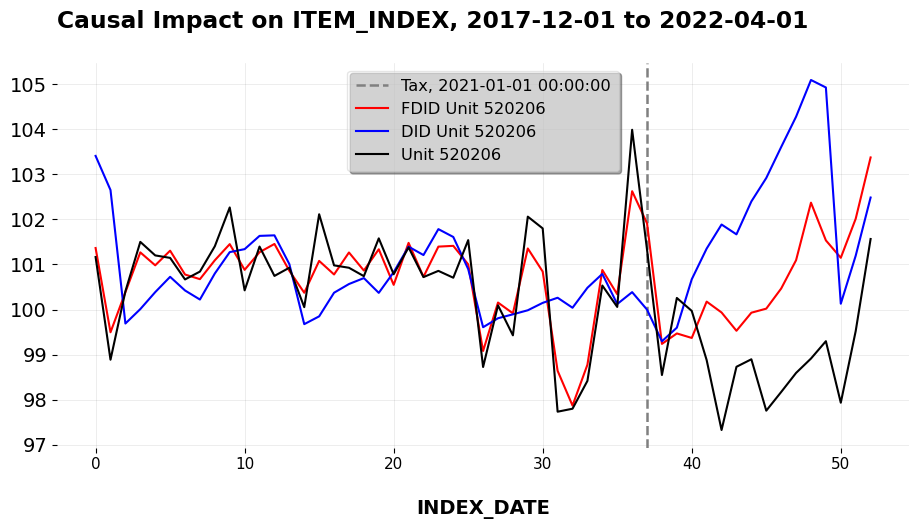 Causal Impact on ITEM_INDEX, 2017-12-01 to 2022-04-01
Tax, 2021-01-01 00:00:00
FDID Unit 520206
DID Unit 520206
Unit 520206
105
104
103
102
101
100
99
98
97
0 10 20 30 40 50
INDEX_DATE